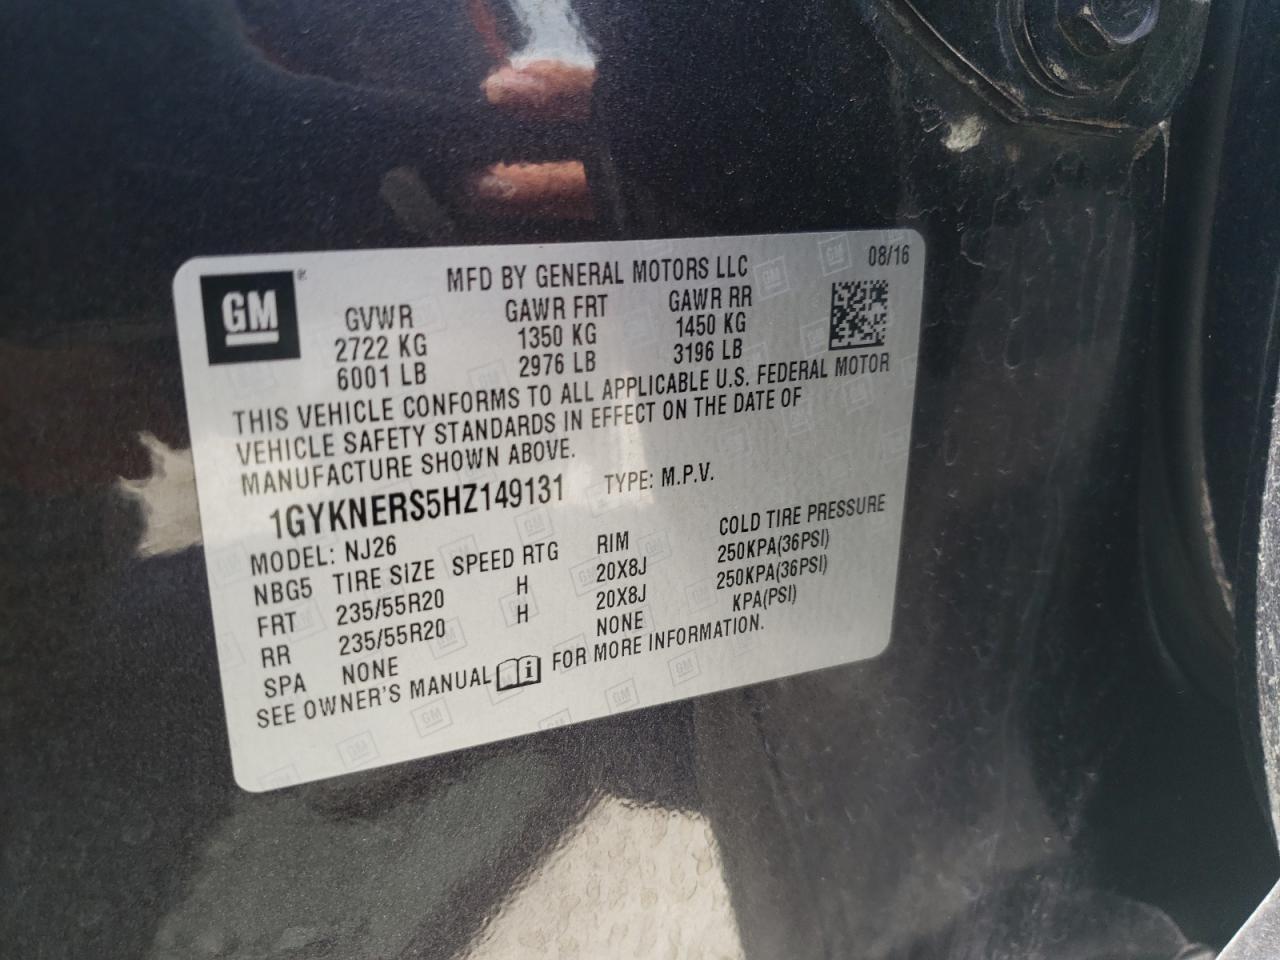 GM ®
MFD BY GENERAL MOTORS LLC 08/16
GVWR GAWR FRT GAWR RR
2722 KG 1350 KG 1450 KG
6001 LB 2976 LB 3196 LB
THIS VEHICLE CONFORMS TO ALL APPLICABLE U.S. FEDERAL MOTOR
VEHICLE SAFETY STANDARDS IN EFFECT ON THE DATE OF
MANUFACTURE SHOWN ABOVE.
1GYKNERS5HZ149131 TYPE: M.P.V.
MODEL: NJ26
NBG5 TIRE SIZE SPEED RTG RIM COLD TIRE PRESSURE
FRT 235/55R20 H 20X8J 250KPA(36PSI)
RR 235/55R20 H 20X8J 250KPA(36PSI)
SPA NONE NONE KPA(PSI)
SEE OWNER'S MANUAL FOR MORE INFORMATION.